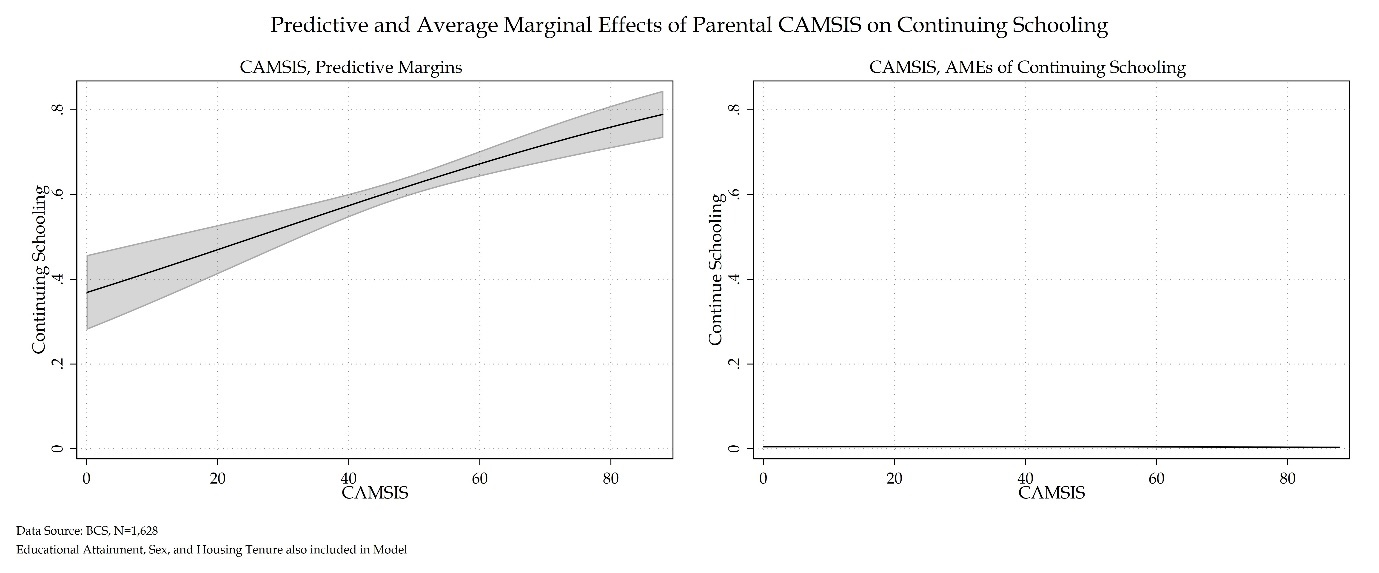 Predictive and Average Marginal Effects of Parental CAMSIS on Continuing Schooling
CAMSIS, Predictive Margins
Continuing Schooling
.8
.6
.4
.2
0
0 20 40 60 80
CAMSIS
CAMSIS, AMEs of Continuing Schooling
Continue Schooling
.8
.6
.4
.2
0
0 20 40 60 80
CAMSIS
Data Source: BCS, N=1,628
Educational Attainment, Sex, and Housing Tenure also included in Model